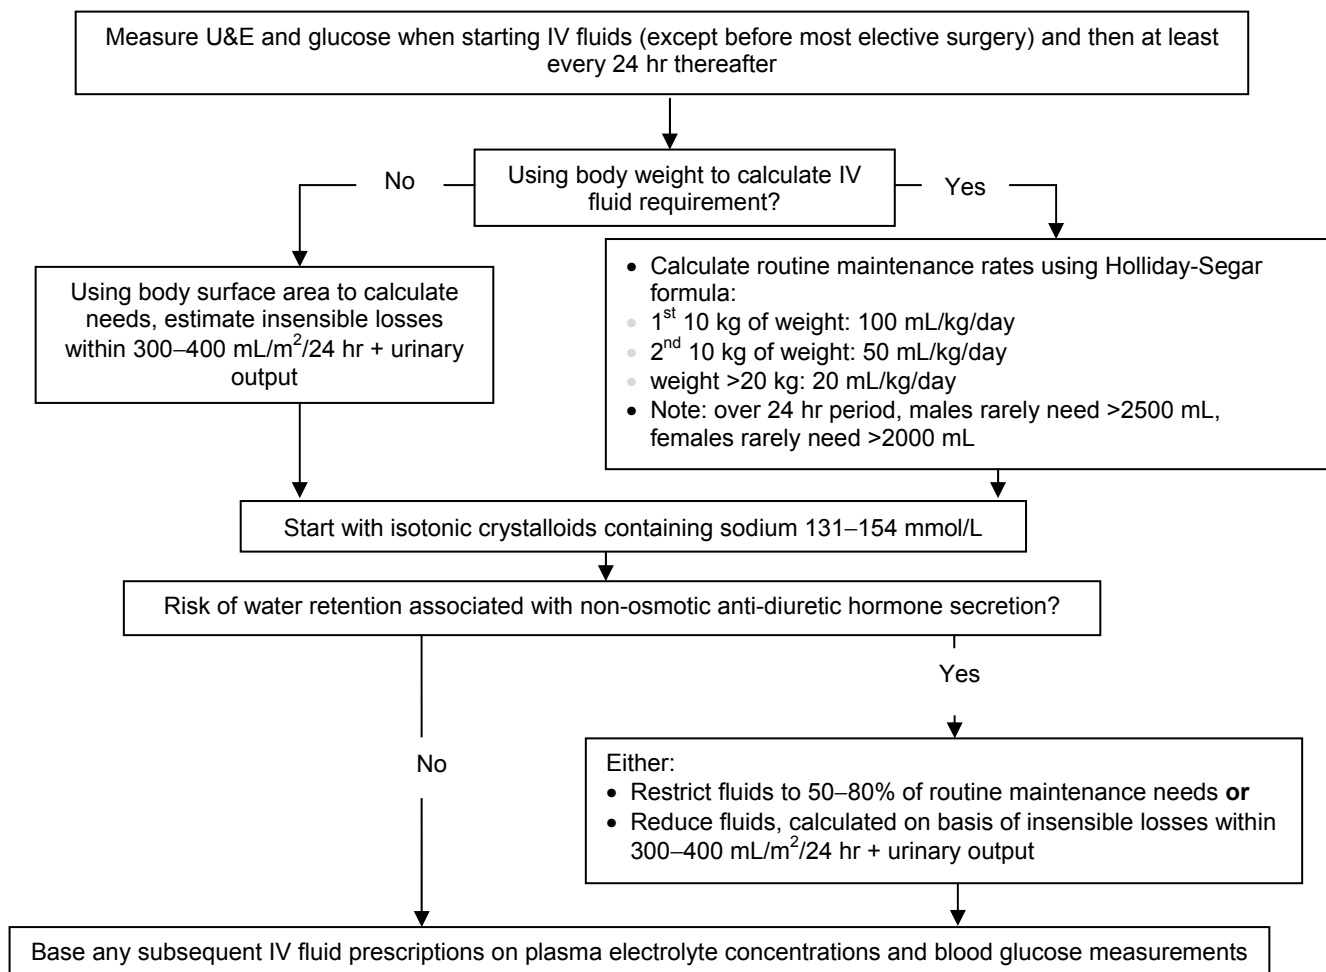 Measure U&E and glucose when starting IV fluids (except before most elective surgery) and then at least
every 24 hr thereafter
Using body weight to calculate IV
fluid requirement?
No
Yes
Using body surface area to calculate
needs, estimate insensible losses
within 300–400 mL/m²/24 hr + urinary
output
• Calculate routine maintenance rates using Holliday-Segar
formula:
• 1st 10 kg of weight: 100 mL/kg/day
• 2nd 10 kg of weight: 50 mL/kg/day
• weight >20 kg: 20 mL/kg/day
• Note: over 24 hr period, males rarely need >2500 mL,
females rarely need >2000 mL
Start with isotonic crystalloids containing sodium 131–154 mmol/L
Risk of water retention associated with non-osmotic anti-diuretic hormone secretion?
Yes
No
Either:
• Restrict fluids to 50–80% of routine maintenance needs or
• Reduce fluids, calculated on basis of insensible losses within
300–400 mL/m²/24 hr + urinary output
Base any subsequent IV fluid prescriptions on plasma electrolyte concentrations and blood glucose measurements